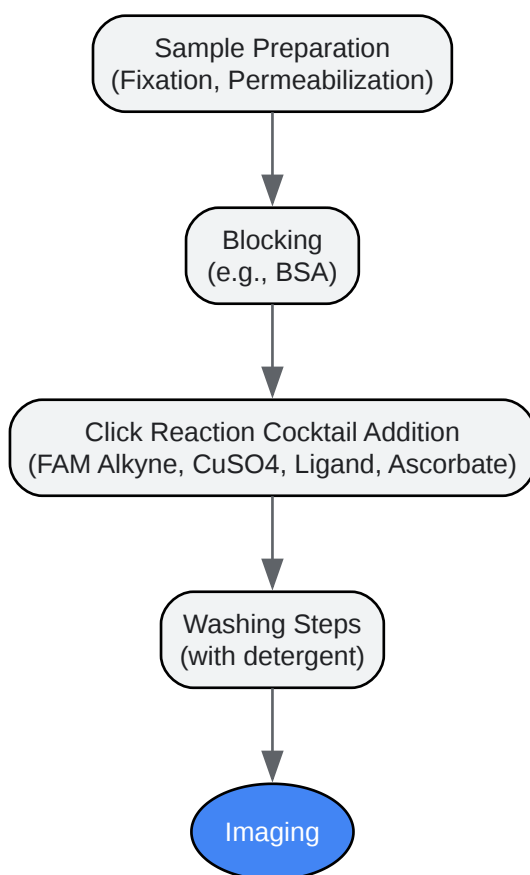 Sample Preparation
(Fixation, Permeabilization)
Blocking
(e.g., BSA)
Click Reaction Cocktail Addition
(FAM Alkyne, CuSO4, Ligand, Ascorbate)
Washing Steps
(with detergent)
Imaging